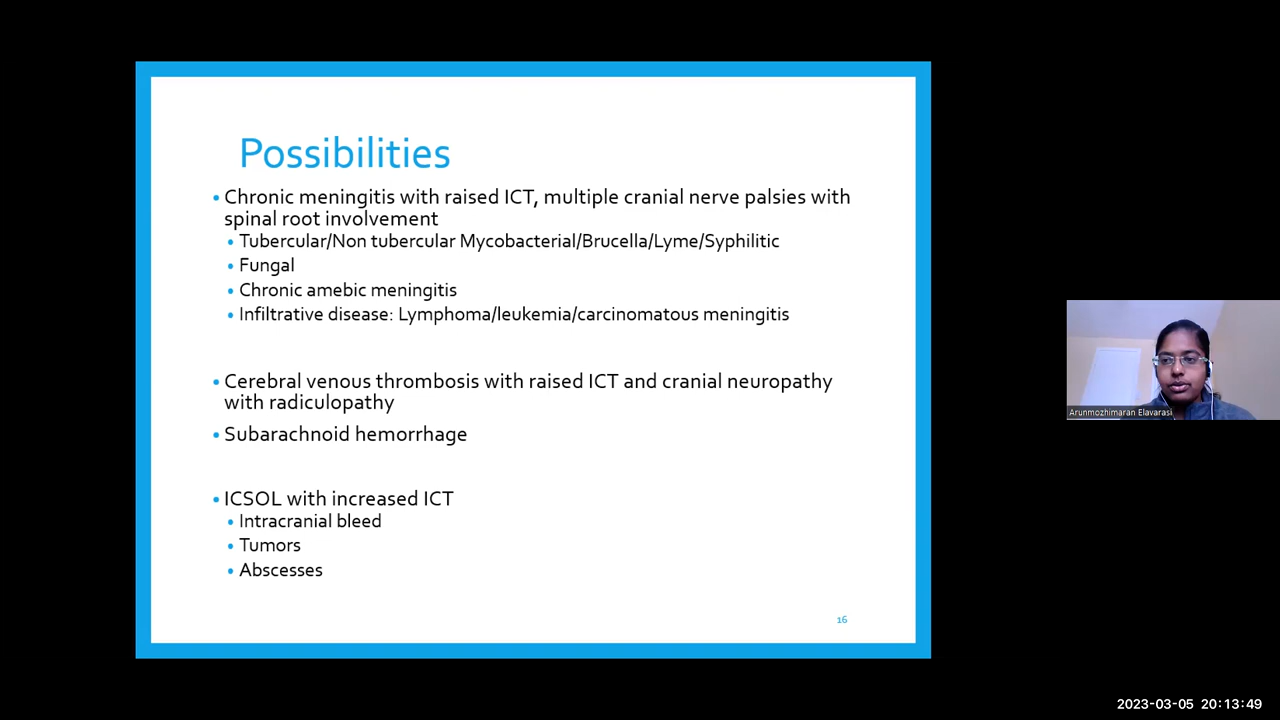 Possibilities
• Chronic meningitis with raised ICT, multiple cranial nerve palsies with
spinal root involvement
• Tubercular/Non tubercular Mycobacterial/Brucella/Lyme/Syphilitic
• Fungal
• Chronic amebic meningitis
• Infiltrative disease: Lymphoma/leukemia/carcinomatous meningitis
• Cerebral venous thrombosis with raised ICT and cranial neuropathy
with radiculopathy
• Subarachnoid hemorrhage
• ICSOL with increased ICT
• Intracranial bleed
• Tumors
• Abscesses
16
Arunmozhimaran Elavarasi
2023-03-05 20:13:49